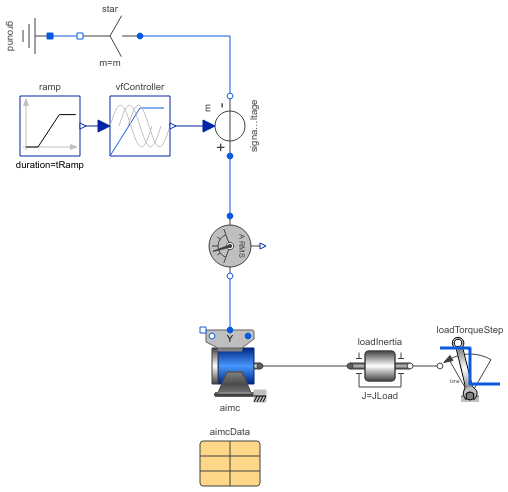 star
ground
m=m
ramp
vfController
m
-
signa...ltage
+
duration=tRamp
A RMS
Y
loadTorqueStep
loadInertia
time
J=JLoad
aimc
aimcData